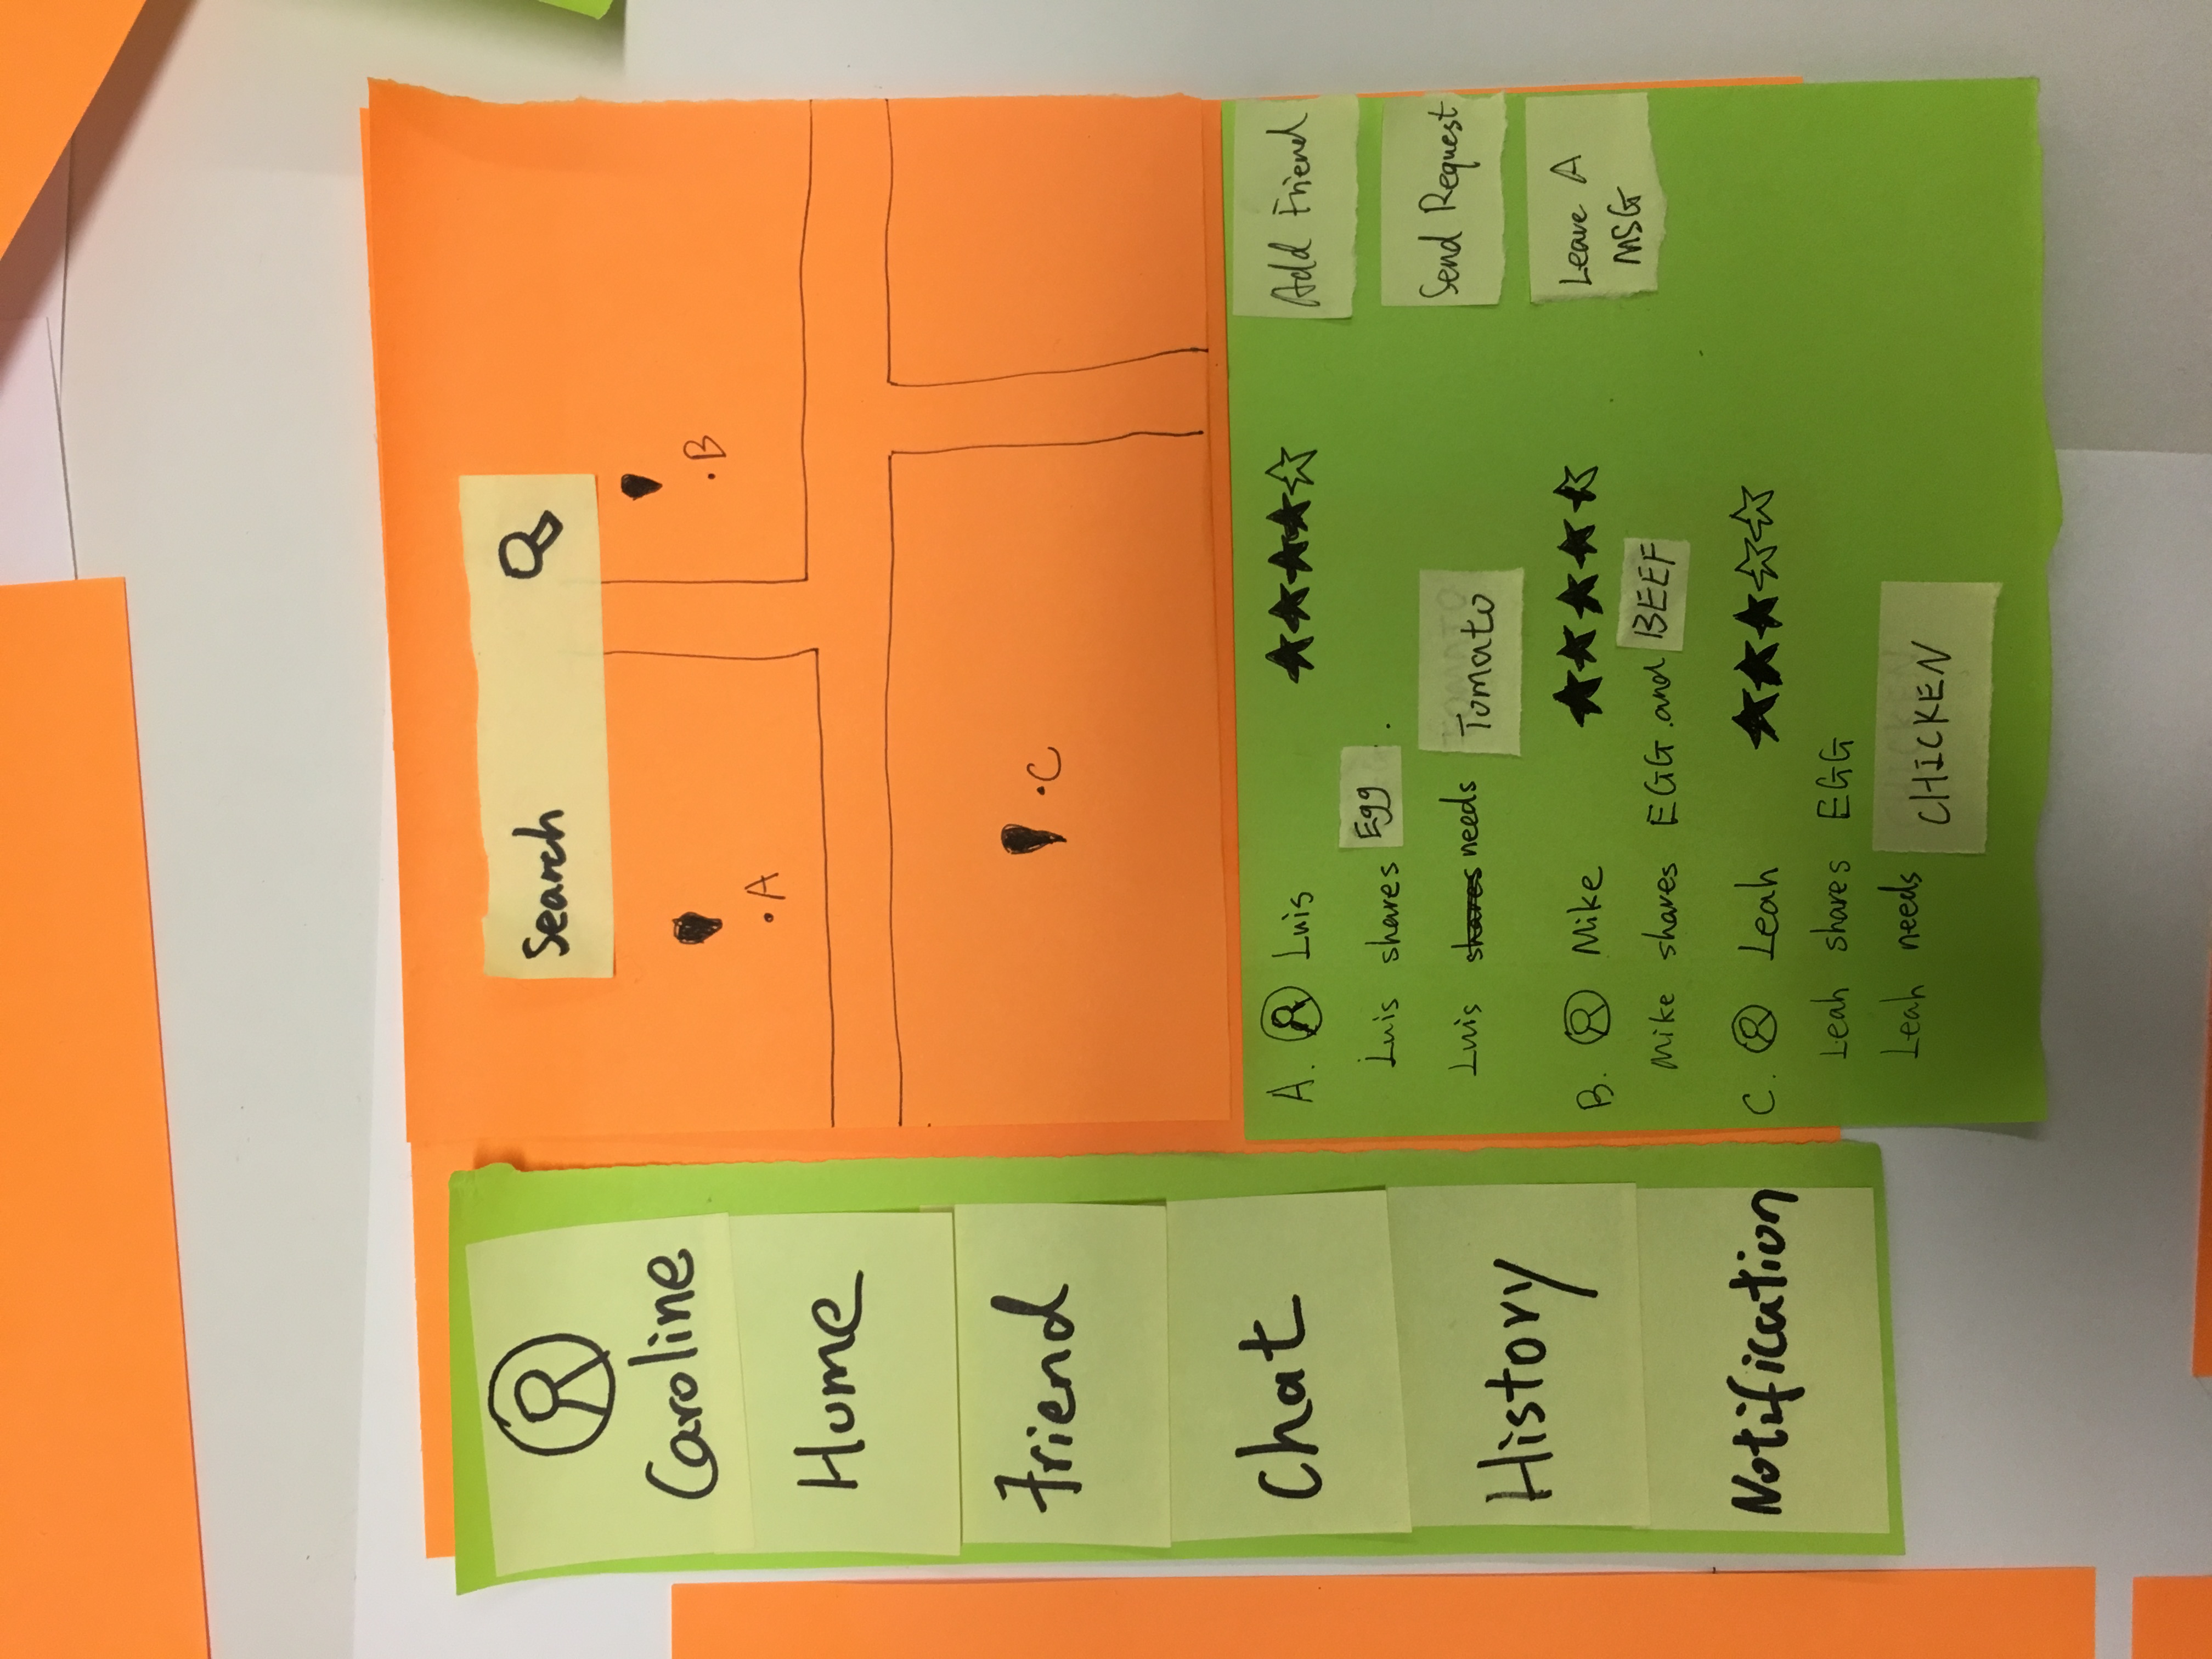 Caroline
Home
Friend
Chat
History
Notification
Search
A
B
C
A. Luis
Add Friend
Luis shares Egg .
Luis shares needs Tomato
Send Request
B. Mike
Leave A
MSG
Mike shares EGG and BEEF
C. Leah
Leah shares EGG
Leah needs CHICKEN